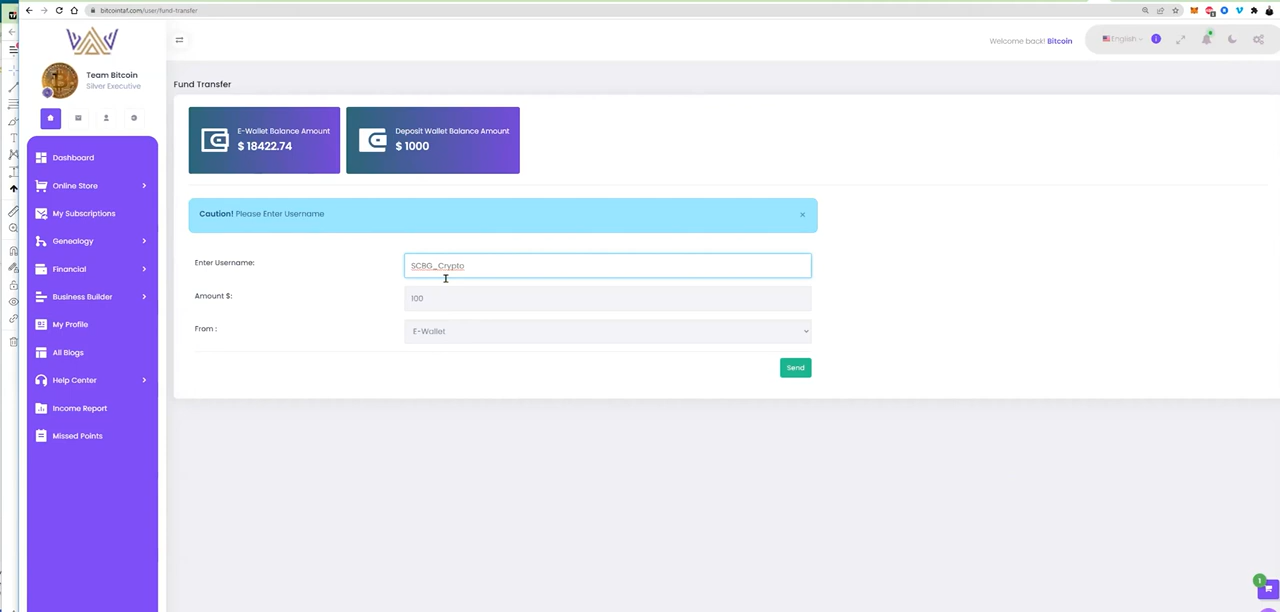 bitcointaf.com/user/fund-transfer
Team Bitcoin
Silver Executive
Welcome back! Bitcoin
English
Fund Transfer
E-Wallet Balance Amount
$ 18422.74
Deposit Wallet Balance Amount
$ 1000
Dashboard
Online Store
My Subscriptions
Genealogy
Financial
Business Builder
My Profile
All Blogs
Help Center
Income Report
Missed Points
Caution! Please Enter Username
×
Enter Username:
SCBG_Crypto
Amount $:
100
From :
E-Wallet
Send
1